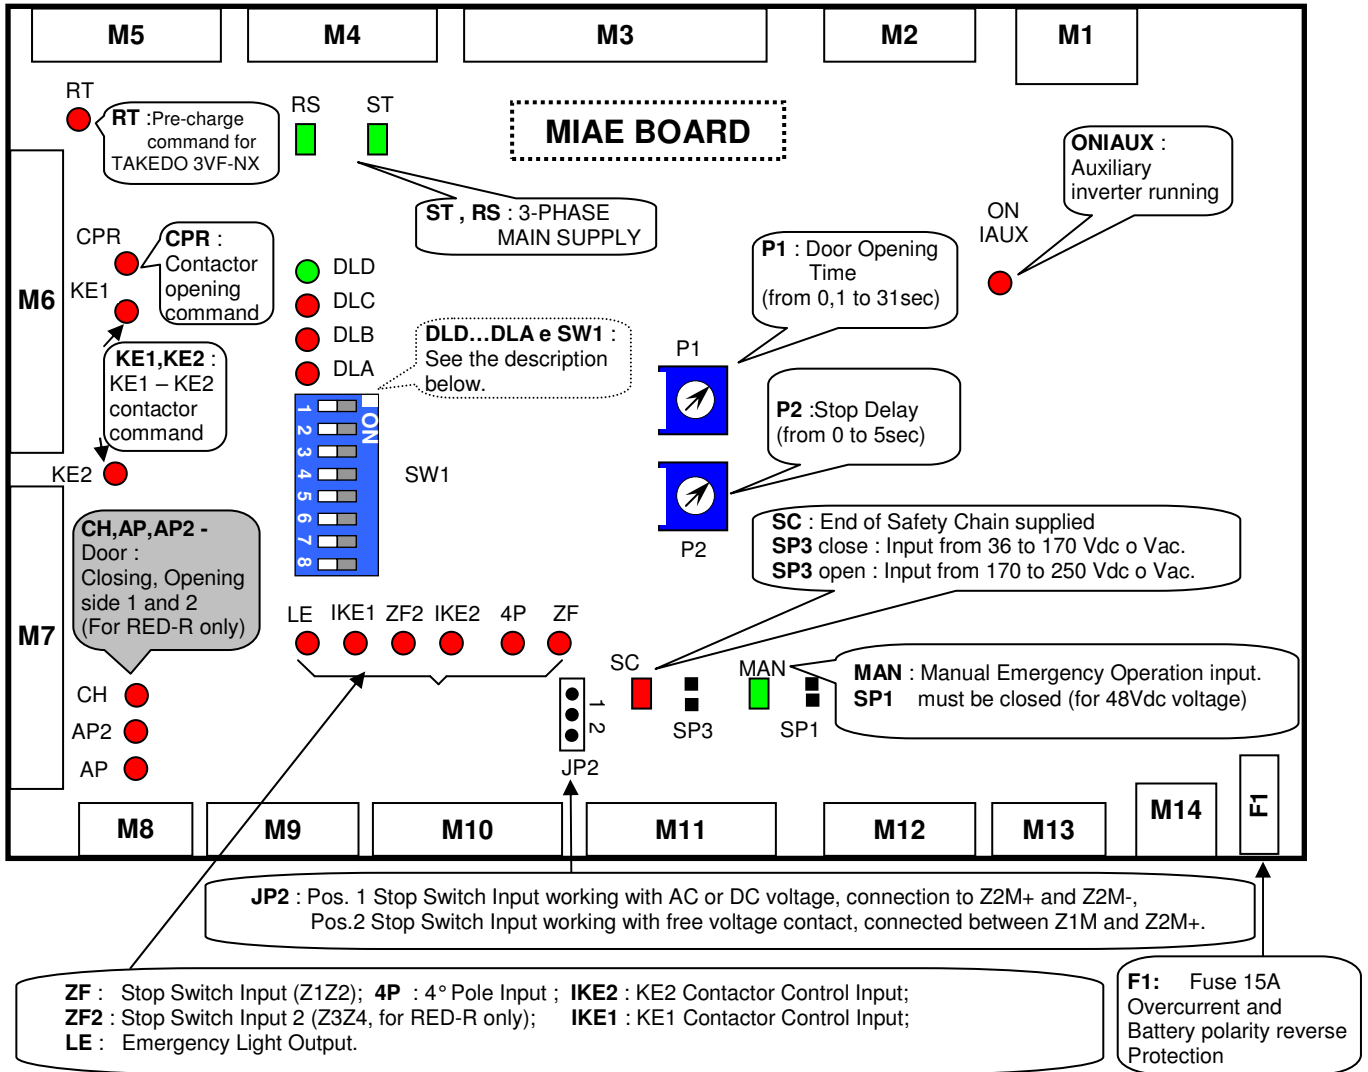 M5
M4
M3
M2
M1
RT
RT :Pre-charge
command for
TAKEDO 3VF-NX
RS
ST
MIAE BOARD
ONIAUX :
Auxiliary
inverter running
ST , RS : 3-PHASE
MAIN SUPPLY
ON
IAUX
CPR
CPR :
Contactor
opening
command
P1 : Door Opening
Time
(from 0,1 to 31sec)
M6
KE1
DLD
DLC
DLB
DLA
DLD...DLA e SW1 :
See the description
below.
KE1,KE2 :
KE1 – KE2
contactor
command
P1
P2 :Stop Delay
(from 0 to 5sec)
ON
1
2
3
4
5
6
7
8
SW1
KE2
P2
CH,AP,AP2 -
Door :
Closing, Opening
side 1 and 2
(For RED-R only)
SC : End of Safety Chain supplied
SP3 close : Input from 36 to 170 Vdc o Vac.
SP3 open : Input from 170 to 250 Vdc o Vac.
M7
LE
IKE1
ZF2
IKE2
4P
ZF
SC
MAN
MAN : Manual Emergency Operation input.
SP1 must be closed (for 48Vdc voltage)
CH
AP2
AP
1
2
JP2
SP3
SP1
M8
M9
M10
M11
M12
M13
M14
F1
JP2 : Pos. 1 Stop Switch Input working with AC or DC voltage, connection to Z2M+ and Z2M-,
Pos.2 Stop Switch Input working with free voltage contact, connected between Z1M and Z2M+.
ZF : Stop Switch Input (Z1Z2); 4P : 4° Pole Input ; IKE2 : KE2 Contactor Control Input;
ZF2 : Stop Switch Input 2 (Z3Z4, for RED-R only); IKE1 : KE1 Contactor Control Input;
LE : Emergency Light Output.
F1: Fuse 15A
Overcurrent and
Battery polarity reverse
Protection